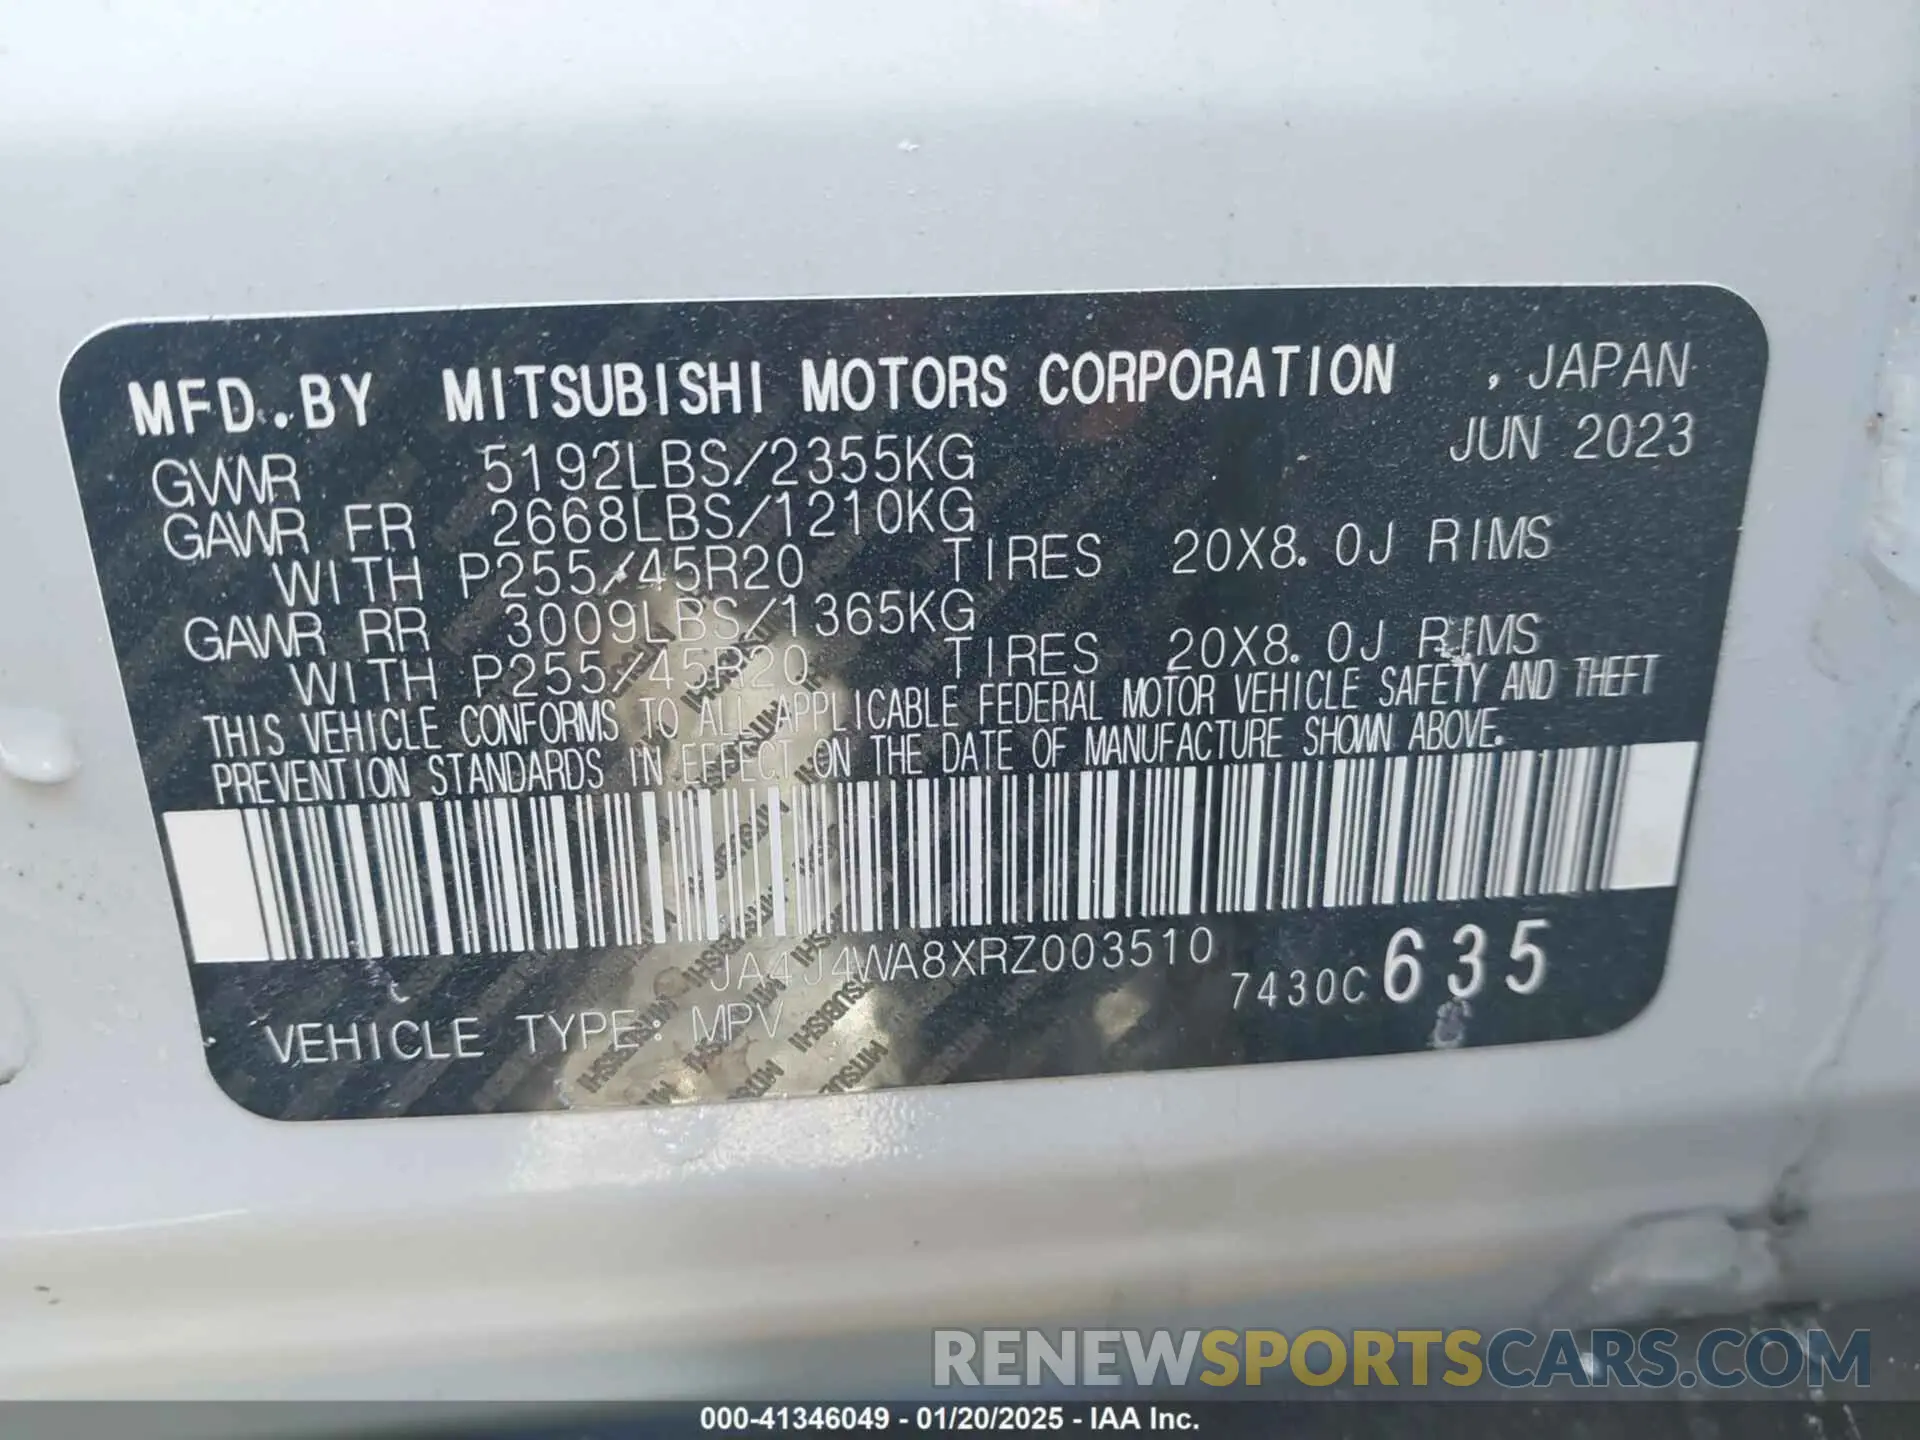 MFD.BY MITSUBISHI MOTORS CORPORATION , JAPAN
JUN 2023
GVWR 5192LBS/2355KG
GAWR FR 2668LBS/1210KG
WITH P255/45R20 TIRES 20X8.0J RIMS
GAWR RR 3009LBS/1365KG
WITH P255/45R20 TIRES 20X8.0J RIMS
THIS VEHICLE CONFORMS TO ALL APPLICABLE FEDERAL MOTOR VEHICLE SAFETY AND THEFT
PREVENTION STANDARDS IN EFFECT ON THE DATE OF MANUFACTURE SHOWN ABOVE.
JA4J4WA8XRZ003510 7430C 635
VEHICLE TYPE: MPV
RENEWSPORTSCARS.COM
000-41346049 - 01/20/2025 - IAA Inc.